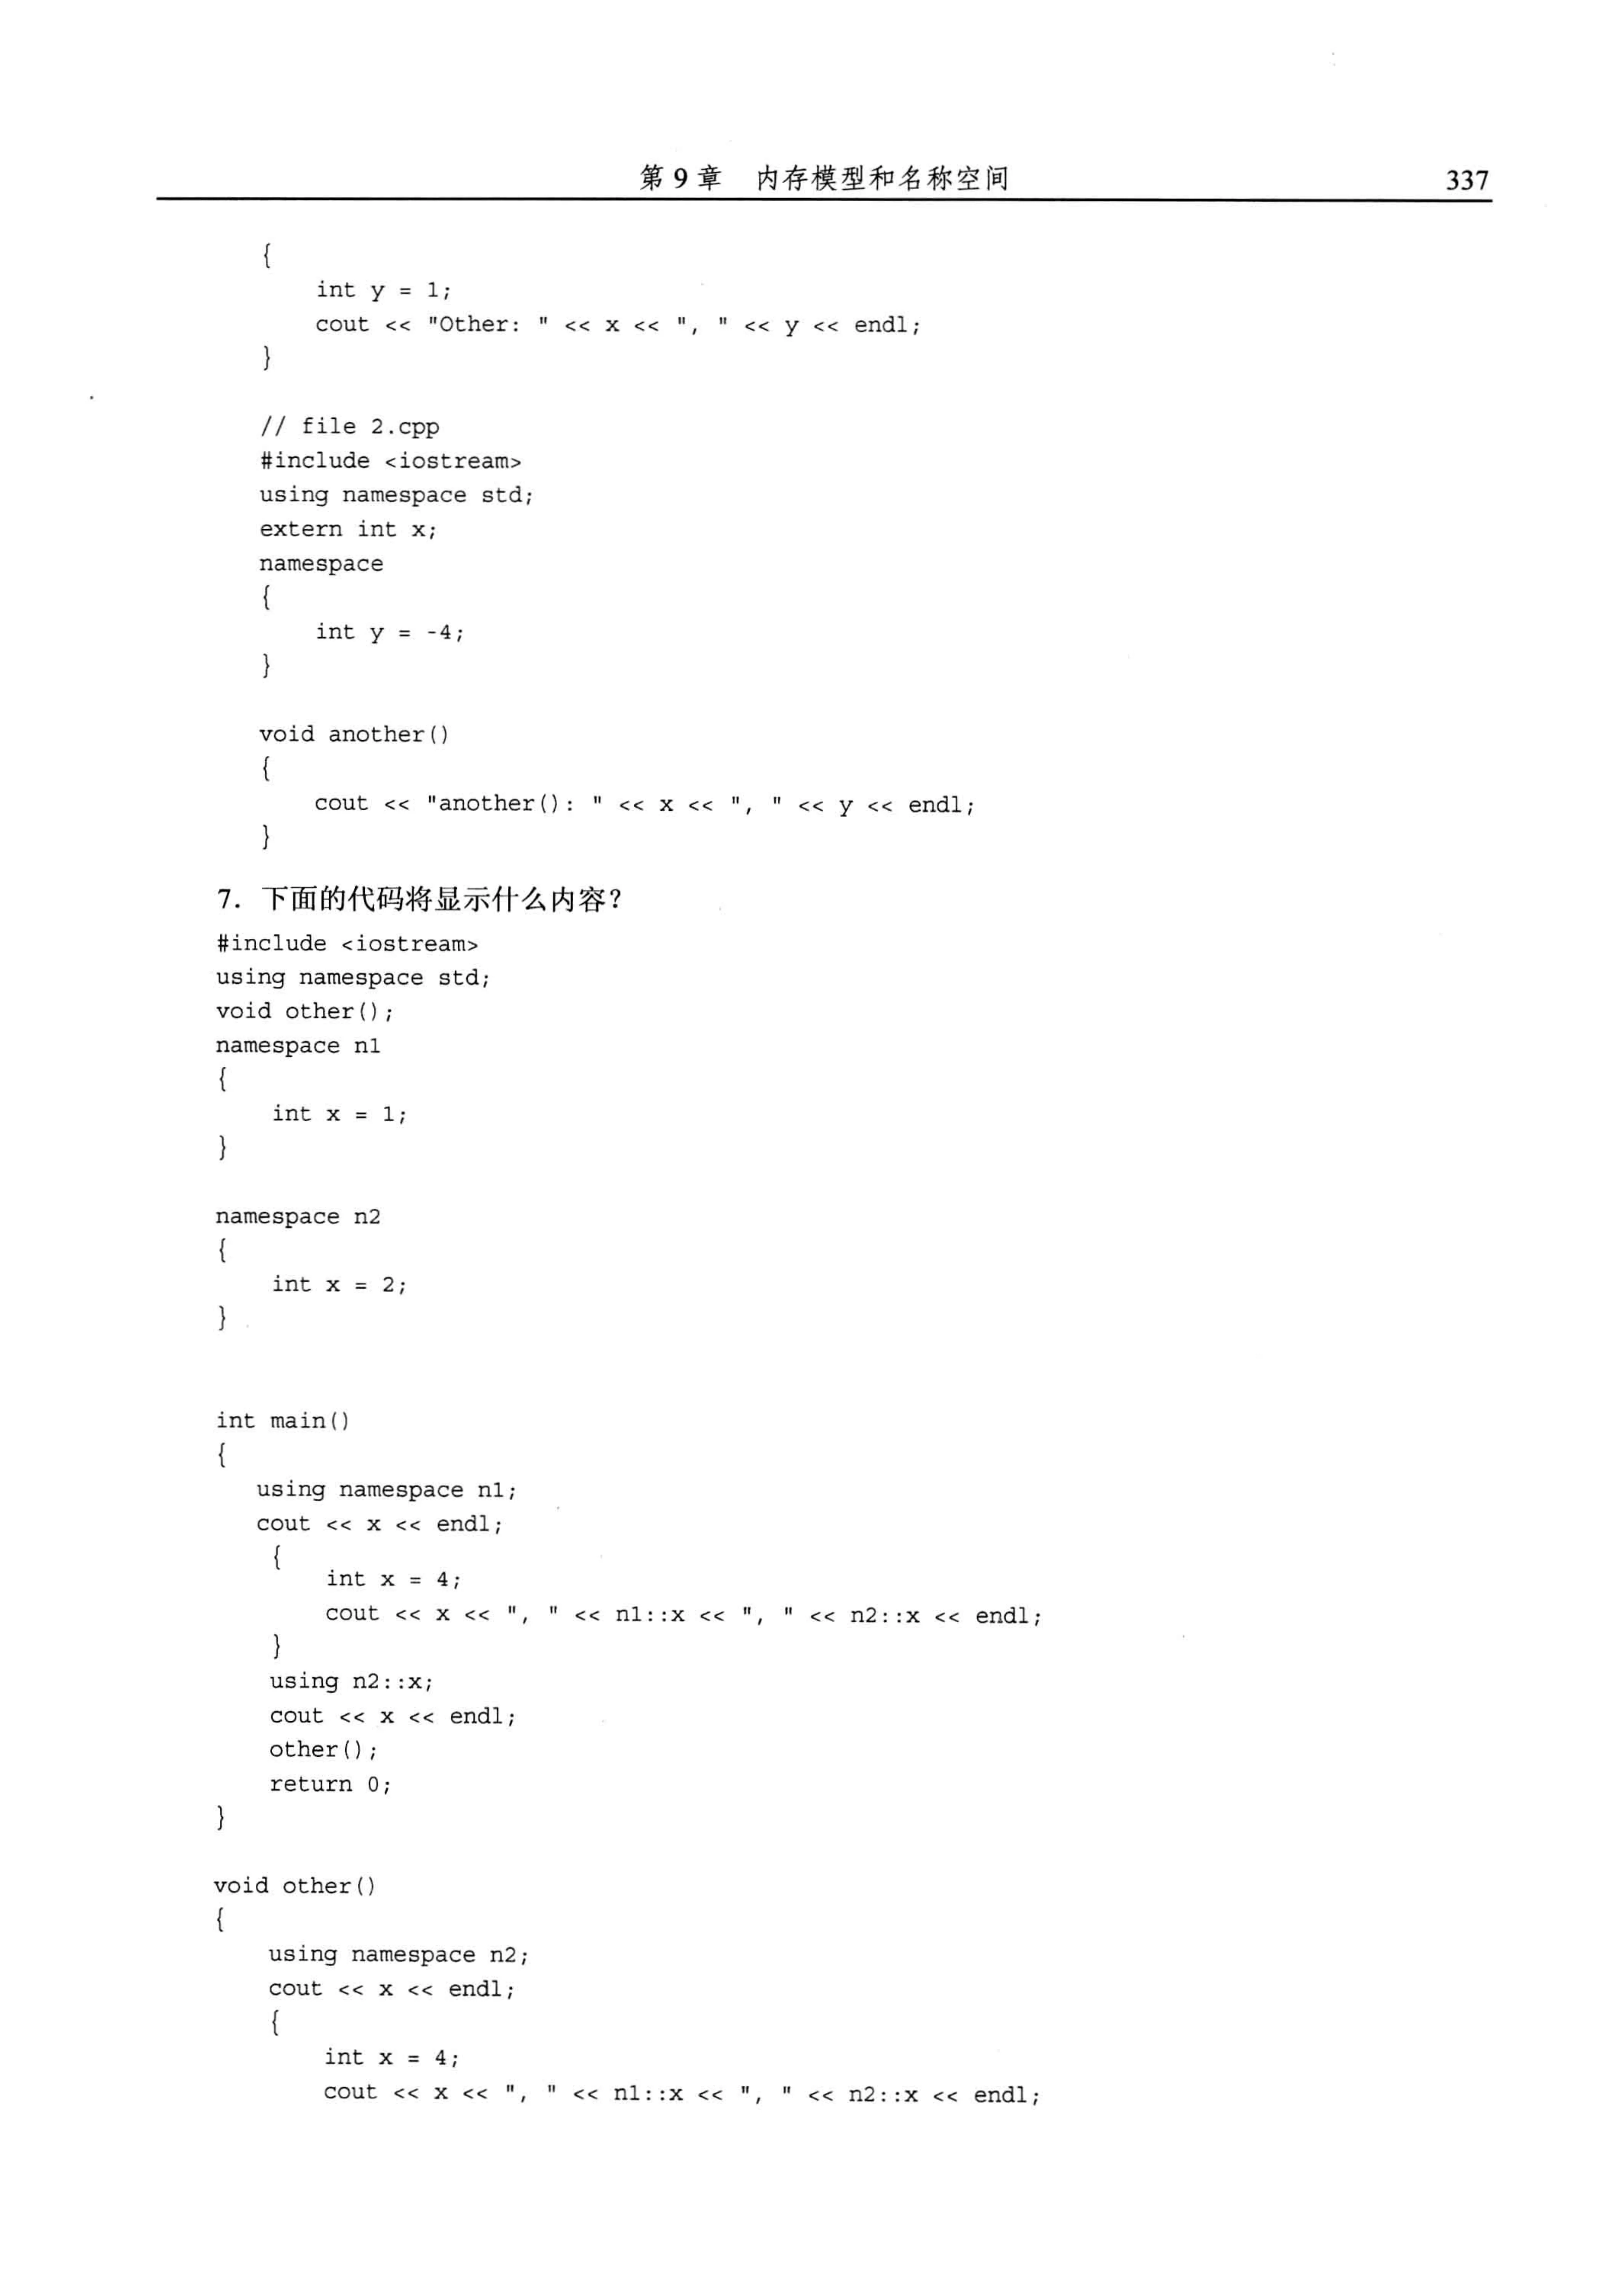 第 9 章 内存模型和名称空间 337
{
int y = 1;
cout << "Other: " << x << ", " << y << endl;
}
// file 2.cpp
#include <iostream>
using namespace std;
extern int x;
namespace
{
int y = -4;
}
void another()
{
cout << "another(): " << x << ", " << y << endl;
}
7. 下面的代码将显示什么内容?
#include <iostream>
using namespace std;
void other();
namespace n1
{
int x = 1;
}
namespace n2
{
int x = 2;
}
int main()
{
using namespace n1;
cout << x << endl;
{
int x = 4;
cout << x << ", " << n1::x << ", " << n2::x << endl;
}
using n2::x;
cout << x << endl;
other();
return 0;
}
void other()
{
using namespace n2;
cout << x << endl;
{
int x = 4;
cout << x << ", " << n1::x << ", " << n2::x << endl;